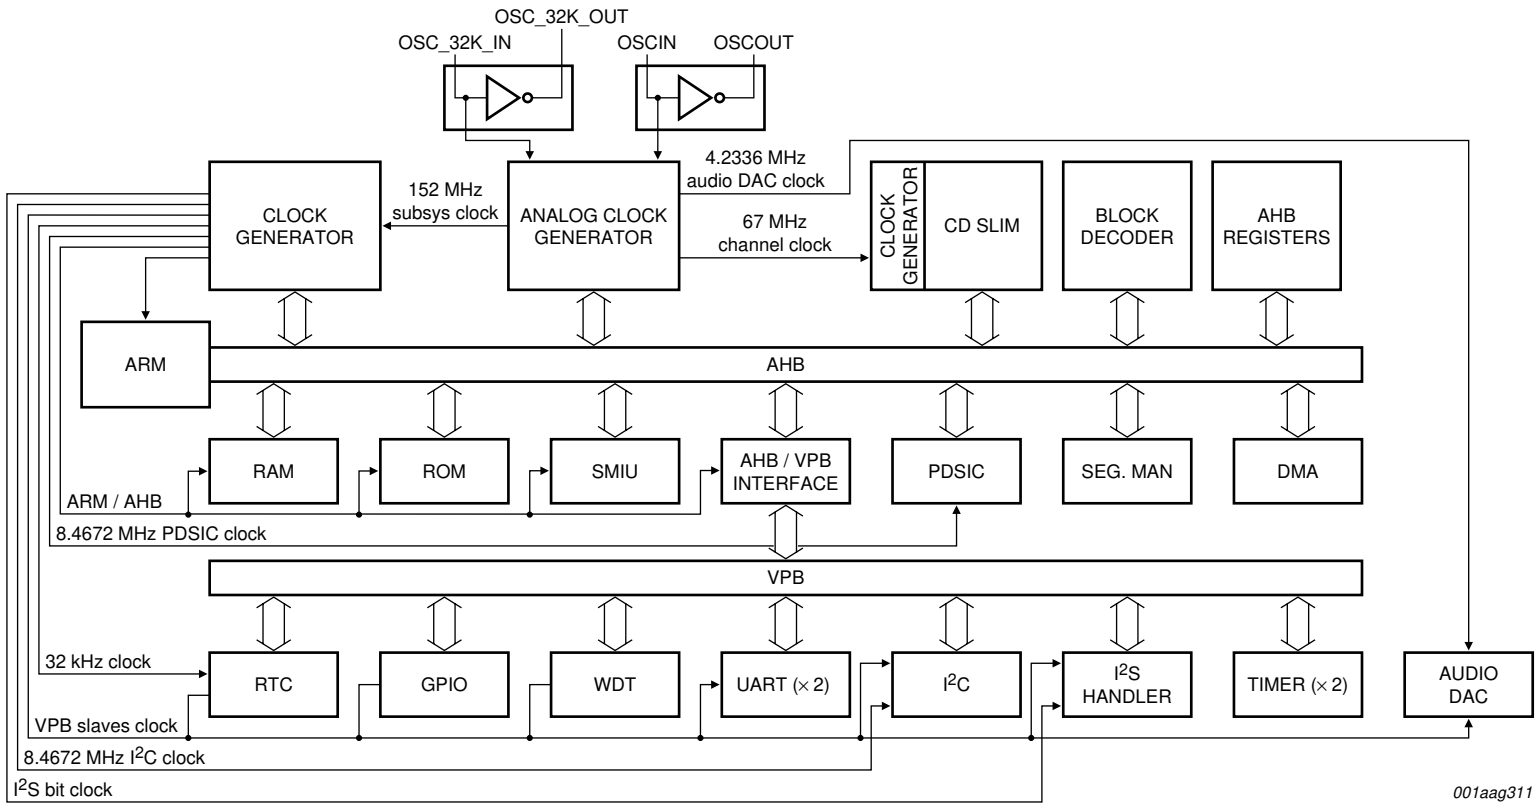 OSC_32K_OUT
OSC_32K_IN
OSCIN
OSCOUT
4.2336 MHz
audio DAC clock
152 MHz
subsys clock
67 MHz
channel clock
CLOCK
GENERATOR
ANALOG CLOCK
GENERATOR
CLOCK
GENERATOR
CD SLIM
BLOCK
DECODER
AHB
REGISTERS
ARM
AHB
RAM
ROM
SMIU
AHB / VPB
INTERFACE
PDSIC
SEG. MAN
DMA
ARM / AHB
8.4672 MHz PDSIC clock
VPB
32 kHz clock
RTC
GPIO
WDT
UART (× 2)
I²C
I²S
HANDLER
TIMER (× 2)
AUDIO
DAC
VPB slaves clock
8.4672 MHz I²C clock
I²S bit clock
001aag311